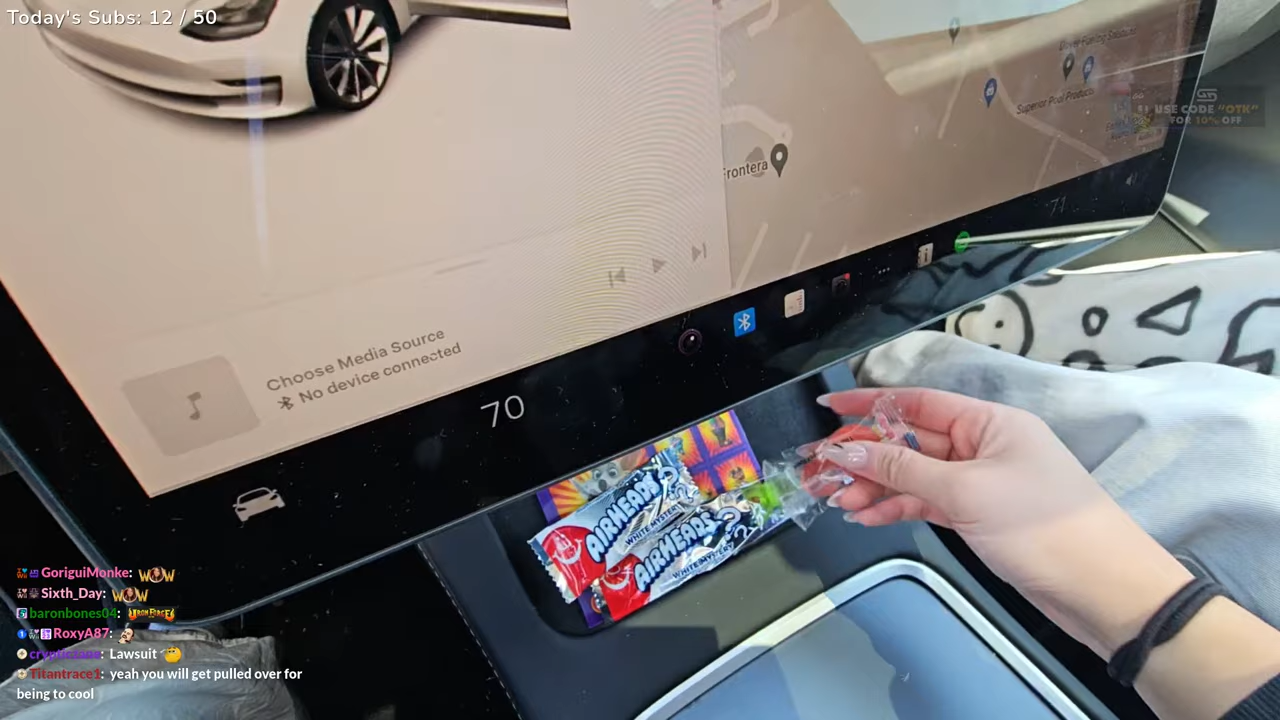 Today's Subs: 12 / 50
Superior Pool Products
USE CODE "OTK"
FOR 10% OFF
Frontera
71
Choose Media Source
No device connected
70
AIRHEADS
WHITE MYSTERY
AIRHEADS
WHITE MYSTERY
GoriguiMonke: WOW
Sixth_Day: WOW
baronbones04:
RoxyA87:
Lawsuit
Titantrace1: yeah you will get pulled over for
being to cool